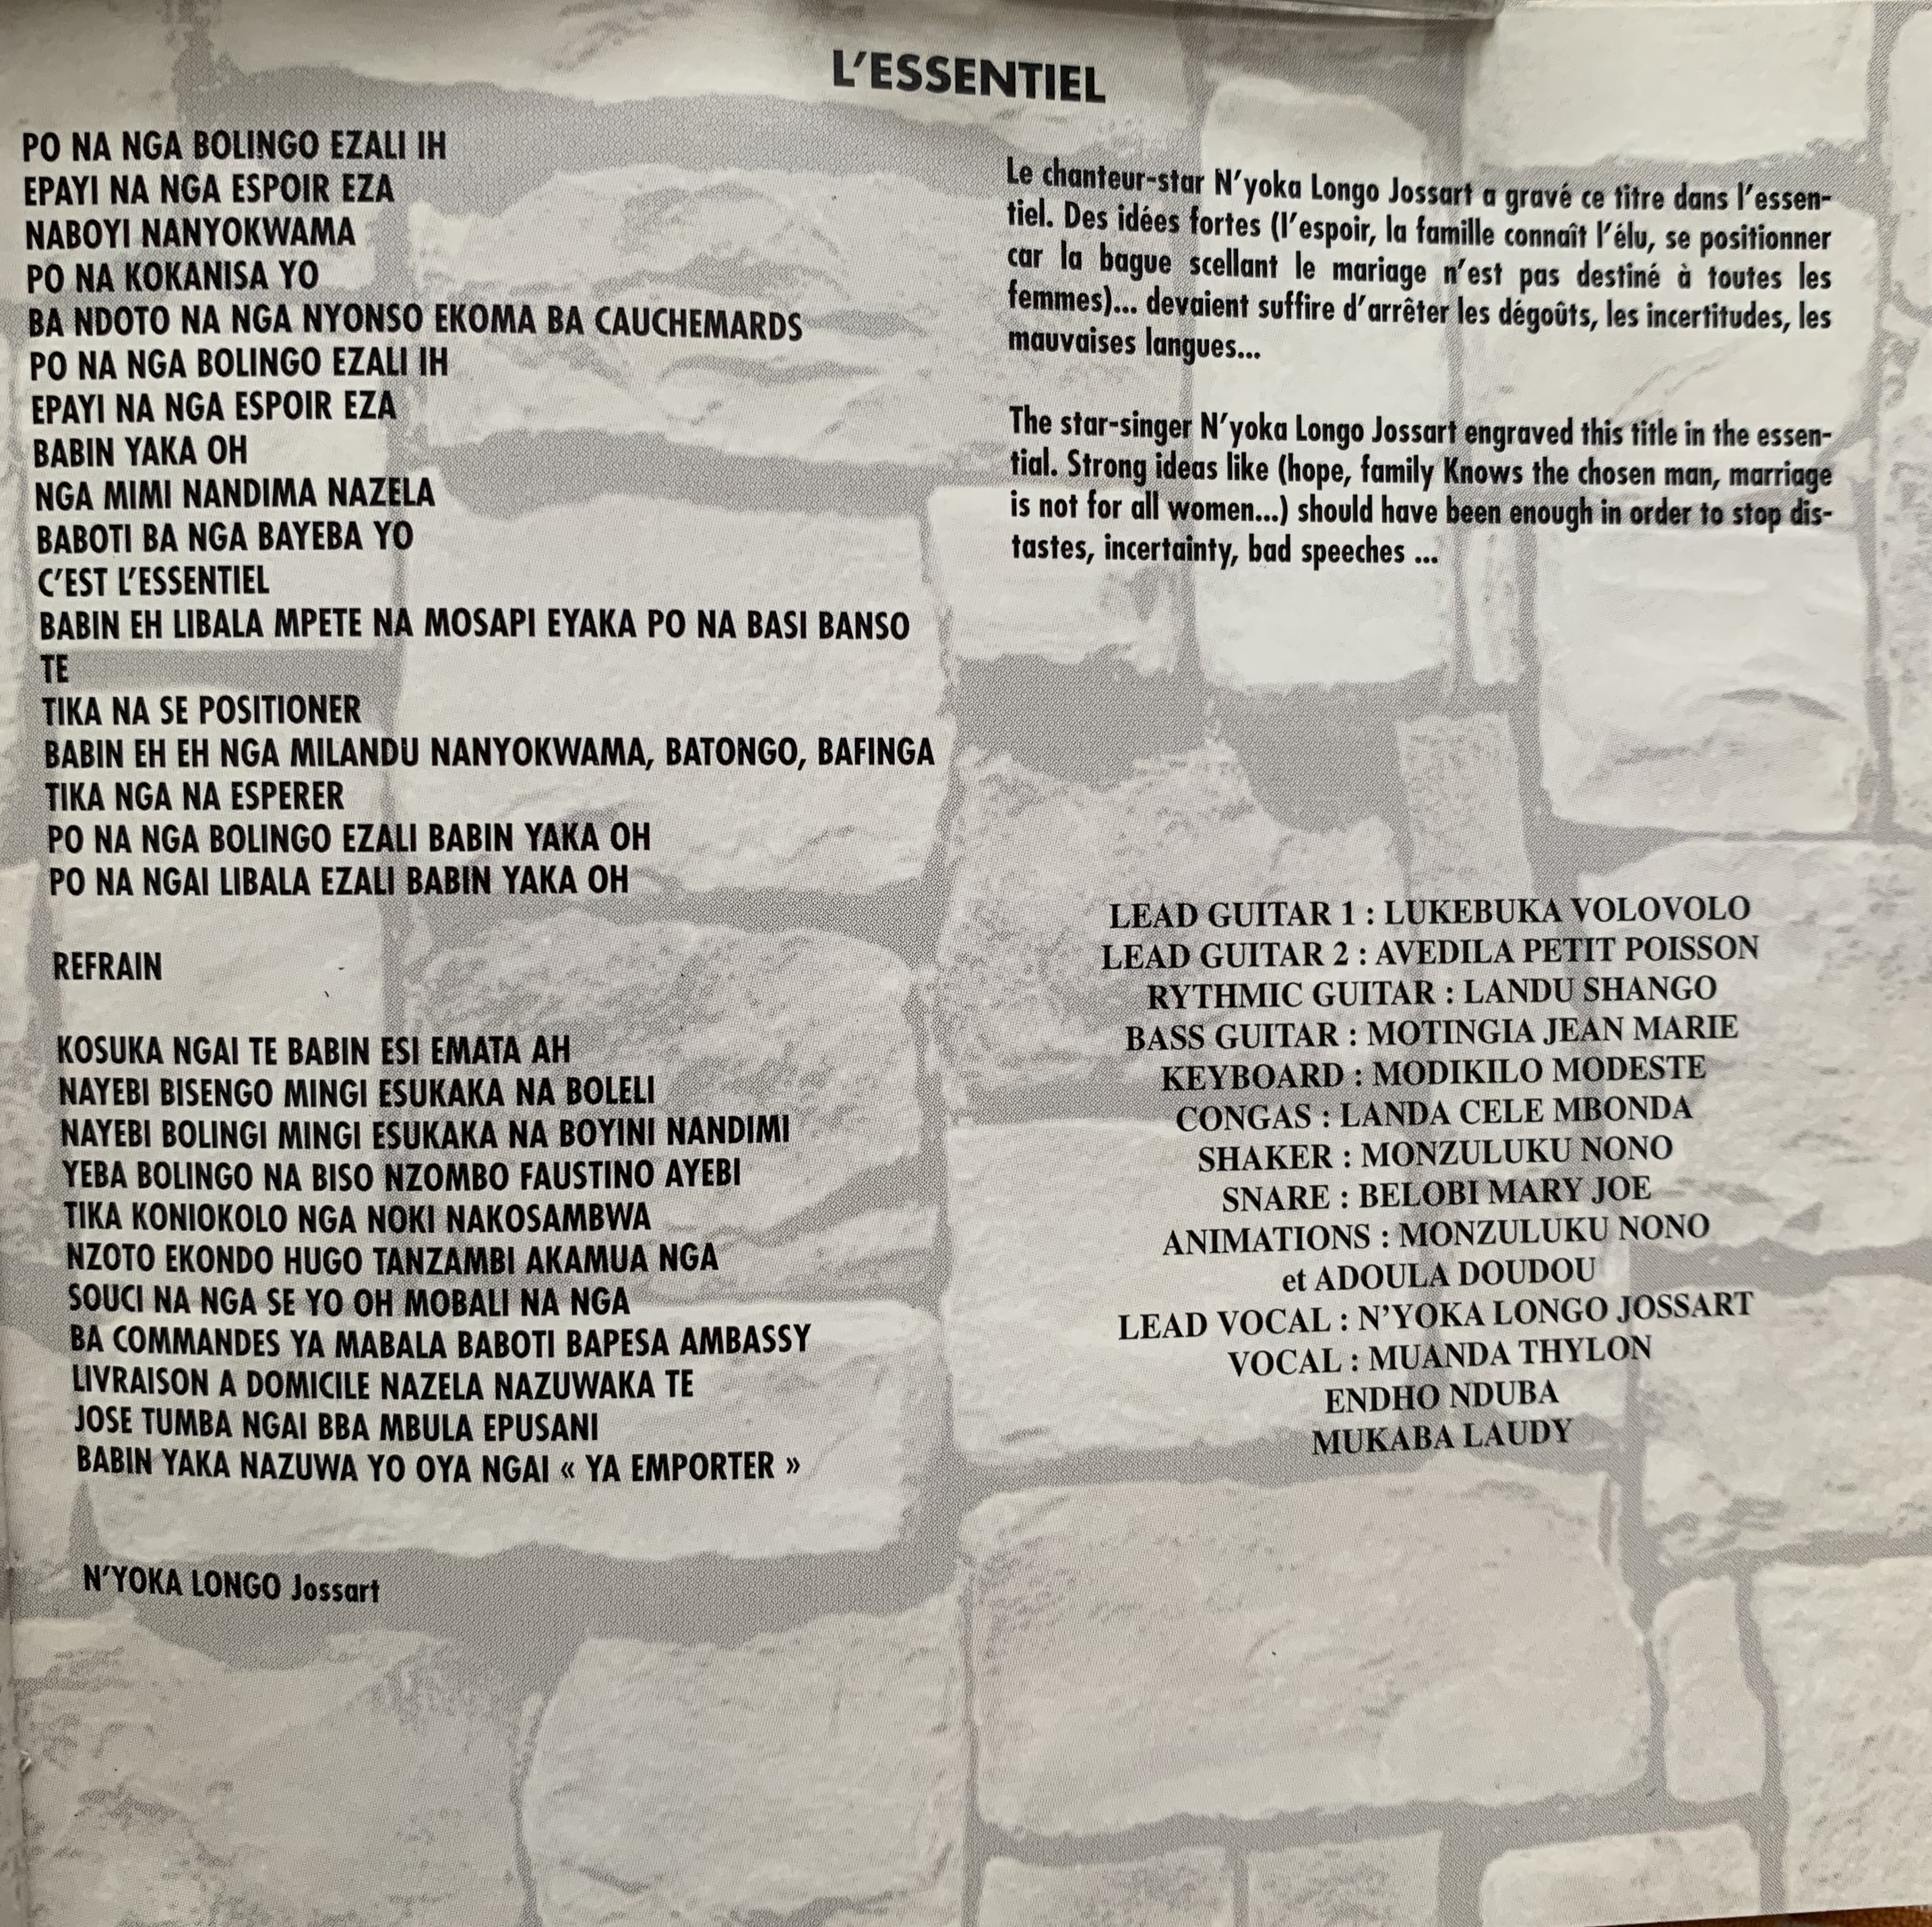 L'ESSENTIEL
PO NA NGA BOLINGO EZALI IH
EPAYI NA NGA ESPOIR EZA
NABOYI NANYOKWAMA
PO NA KOKANISA YO
BA NDOTO NA NGA NYONSO EKOMA BA CAUCHEMARDS
PO NA NGA BOLINGO EZALI IH
EPAYI NA NGA ESPOIR EZA
BABIN YAKA OH
NGA MIMI NANDIMA NAZELA
BABOTI BA NGA BAYEBA YO
C'EST L'ESSENTIEL
BABIN EH LIBALA MPETE NA MOSAPI EYAKA PO NA BASI BANSO
TE
TIKA NA SE POSITIONER
BABIN EH EH NGA MILANDU NANYOKWAMA, BATONGO, BAFINGA
TIKA NGA NA ESPERER
PO NA NGA BOLINGO EZALI BABIN YAKA OH
PO NA NGAI LIBALA EZALI BABIN YAKA OH
REFRAIN
KOSUKA NGAI TE BABIN ESI EMATA AH
NAYEBI BISENGO MINGI ESUKAKA NA BOLELI
NAYEBI BOLINGI MINGI ESUKAKA NA BOYINI NANDIMI
YEBA BOLINGO NA BISO NZOMBO FAUSTINO AYEBI
TIKA KONIOKOLO NGA NOKI NAKOSAMBWA
NZOTO EKONDO HUGO TANZAMBI AKAMUA NGA
SOUCI NA NGA SE YO OH MOBALI NA NGA
BA COMMANDES YA MABALA BABOTI BAPESA AMBASSY
LIVRAISON A DOMICILE NAZELA NAZUWAKA TE
JOSE TUMBA NGAI BBA MBULA EPUSANI
BABIN YAKA NAZUWA YO OYA NGAI « YA EMPORTER »
N'YOKA LONGO Jossart
Le chanteur-star N'yoka Longo Jossart a gravé ce titre dans l'essen-
tiel. Des idées fortes (l'espoir, la famille connaît l'élu, se positionner
car la bague scellant le mariage n'est pas destiné à toutes les
femmes)... devaient suffire d'arrêter les dégoûts, les incertitudes, les
mauvaises langues...
The star-singer N'yoka Longo Jossart engraved this title in the essen-
tial. Strong ideas like (hope, family Knows the chosen man, marriage
is not for all women...) should have been enough in order to stop dis-
tastes, incertainty, bad speeches ...
LEAD GUITAR 1 : LUKEBUKA VOLOVOLO
LEAD GUITAR 2 : AVEDILA PETIT POISSON
RYTHMIC GUITAR : LANDU SHANGO
BASS GUITAR : MOTINGIA JEAN MARIE
KEYBOARD : MODIKILO MODESTE
CONGAS : LANDA CELE MBONDA
SHAKER : MONZULUKU NONO
SNARE : BELOBI MARY JOE
ANIMATIONS : MONZULUKU NONO
et ADOULA DOUDOU
LEAD VOCAL : N'YOKA LONGO JOSSART
VOCAL : MUANDA THYLON
ENDHO NDUBA
MUKABA LAUDY